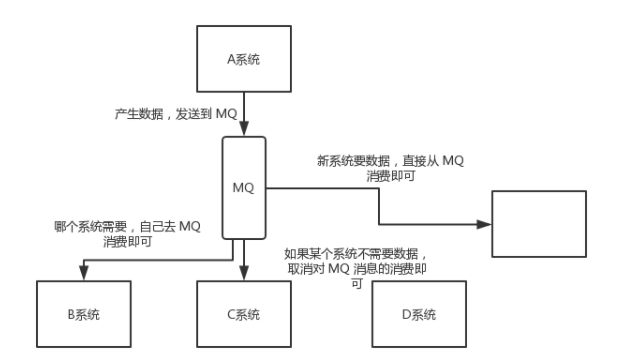 A系统
产生数据，发送到 MQ
MQ
新系统要数据，直接从 MQ
消费即可
哪个系统需要，自己去 MQ
消费即可
如果某个系统不需要数据，
取消对 MQ 消息的消费即
可
B系统
C系统
D系统